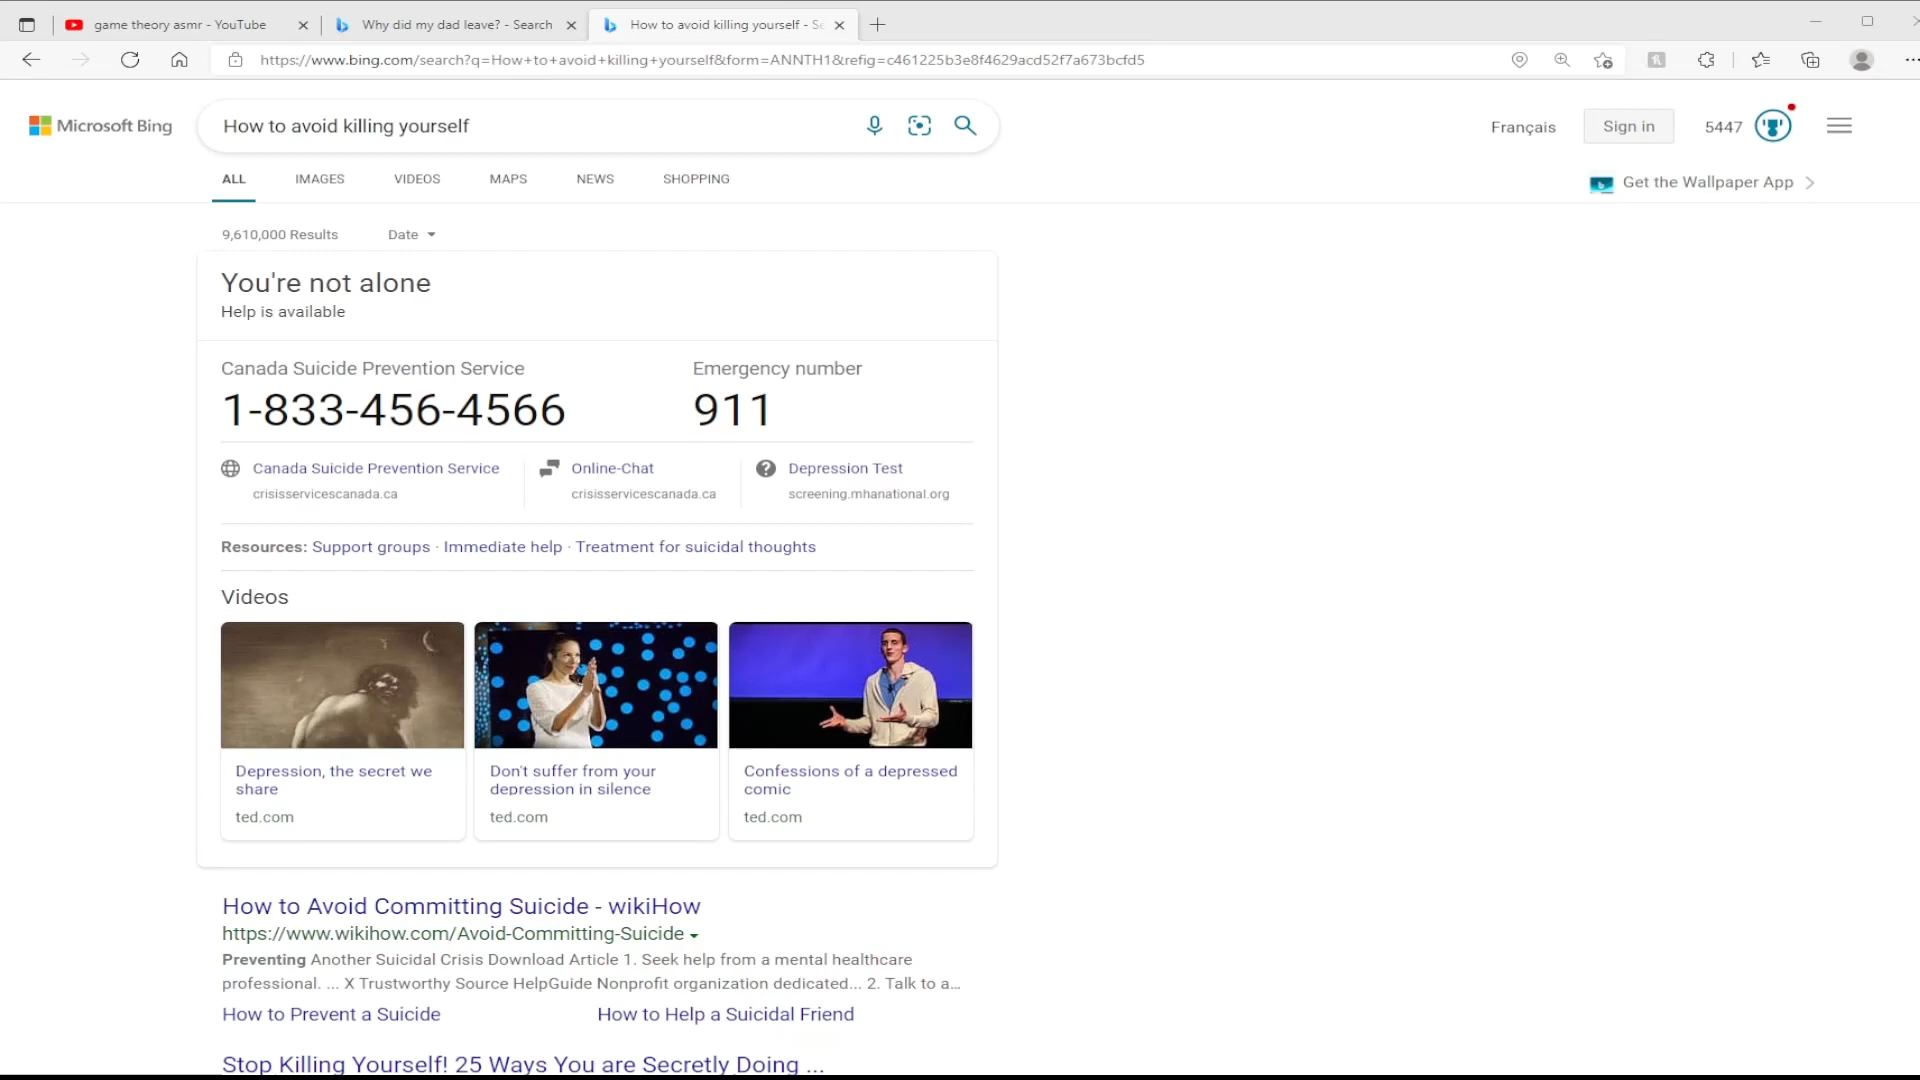 game theory asmr - YouTube
Why did my dad leave? - Search
How to avoid killing yourself - Se
https://www.bing.com/search?q=How+to+avoid+killing+yourself&form=ANNTH1&refig=c461225b3e8f4629acd52f7a673bcfd5
Microsoft Bing
How to avoid killing yourself
Français
Sign in
5447
ALL IMAGES VIDEOS MAPS NEWS SHOPPING
Get the Wallpaper App
9,610,000 Results Date
You're not alone
Help is available
Canada Suicide Prevention Service
Emergency number
1-833-456-4566
911
Canada Suicide Prevention Service
crisisservicescanada.ca
Online-Chat
crisisservicescanada.ca
Depression Test
screening.mhanational.org
Resources: Support groups · Immediate help · Treatment for suicidal thoughts
Videos
Depression, the secret we
share
ted.com
Don't suffer from your
depression in silence
ted.com
Confessions of a depressed
comic
ted.com
How to Avoid Committing Suicide - wikiHow
https://www.wikihow.com/Avoid-Committing-Suicide
Preventing Another Suicidal Crisis Download Article 1. Seek help from a mental healthcare
professional. ... X Trustworthy Source HelpGuide Nonprofit organization dedicated... 2. Talk to a...
How to Prevent a Suicide
How to Help a Suicidal Friend
Stop Killing Yourself! 25 Ways You are Secretly Doing ...